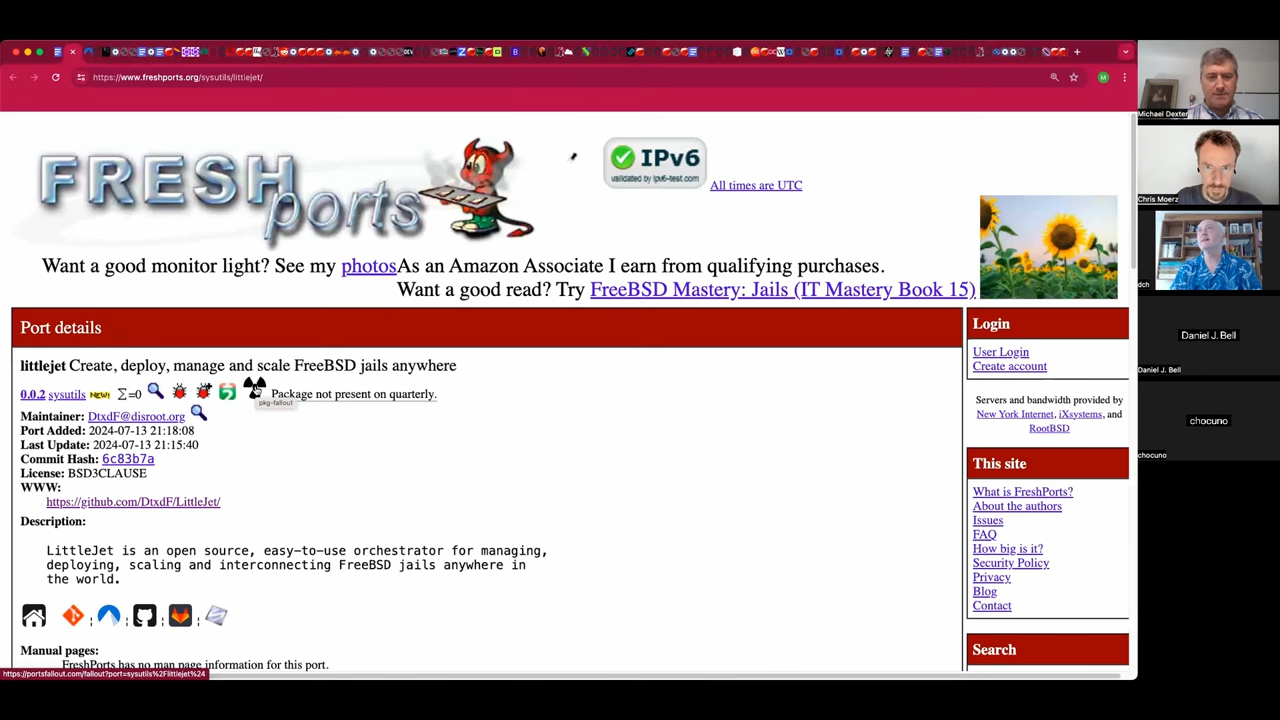 https://www.freshports.org/sysutils/littlejet/
M
FRESH
ports
IPv6
validated by ipv6-test.com
All times are UTC
Want a good monitor light? See my photosAs an Amazon Associate I earn from qualifying purchases.
Want a good read? Try FreeBSD Mastery: Jails (IT Mastery Book 15)
Port details
littlejet Create, deploy, manage and scale FreeBSD jails anywhere
0.0.2 sysutils NEW! ∑=0 Package not present on quarterly.
pkg-fallout
Maintainer: DtxdF@disroot.org
Port Added: 2024-07-13 21:18:08
Last Update: 2024-07-13 21:15:40
Commit Hash: 6c83b7a
License: BSD3CLAUSE
WWW:
https://github.com/DtxdF/LittleJet/
Description:
LittleJet is an open source, easy-to-use orchestrator for managing,
deploying, scaling and interconnecting FreeBSD jails anywhere in
the world.
¦ ¦ ¦ ¦
Manual pages:
FreshPorts has no man page information for this port.
https://portsfallout.com/fallout?port=sysutils%2Flittlejet%24
Login
User Login
Create account
Servers and bandwidth provided by
New York Internet, iXsystems, and
RootBSD
This site
What is FreshPorts?
About the authors
Issues
FAQ
How big is it?
Security Policy
Privacy
Blog
Contact
Search
Michael Dexter
Chris Moerz
dch
Daniel J. Bell
Daniel J. Bell
chocuno
chocuno